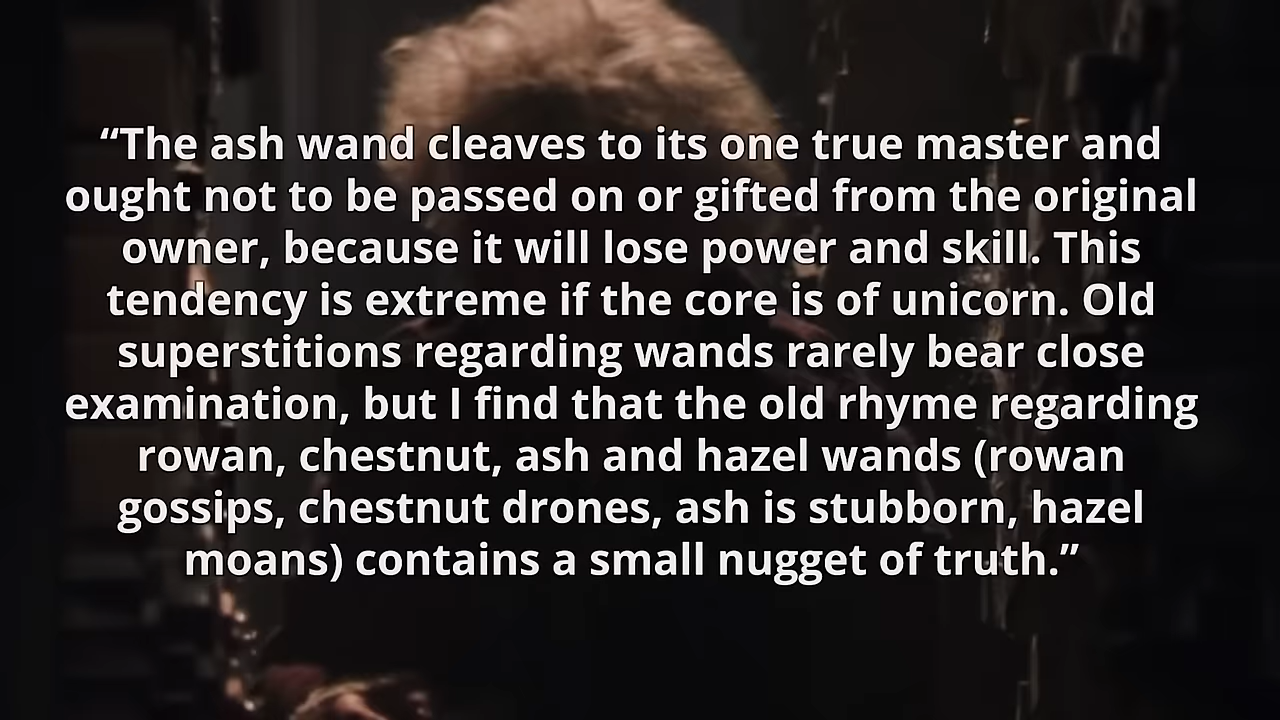 “The ash wand cleaves to its one true master and
ought not to be passed on or gifted from the original
owner, because it will lose power and skill. This
tendency is extreme if the core is of unicorn. Old
superstitions regarding wands rarely bear close
examination, but I find that the old rhyme regarding
rowan, chestnut, ash and hazel wands (rowan
gossips, chestnut drones, ash is stubborn, hazel
moans) contains a small nugget of truth.”